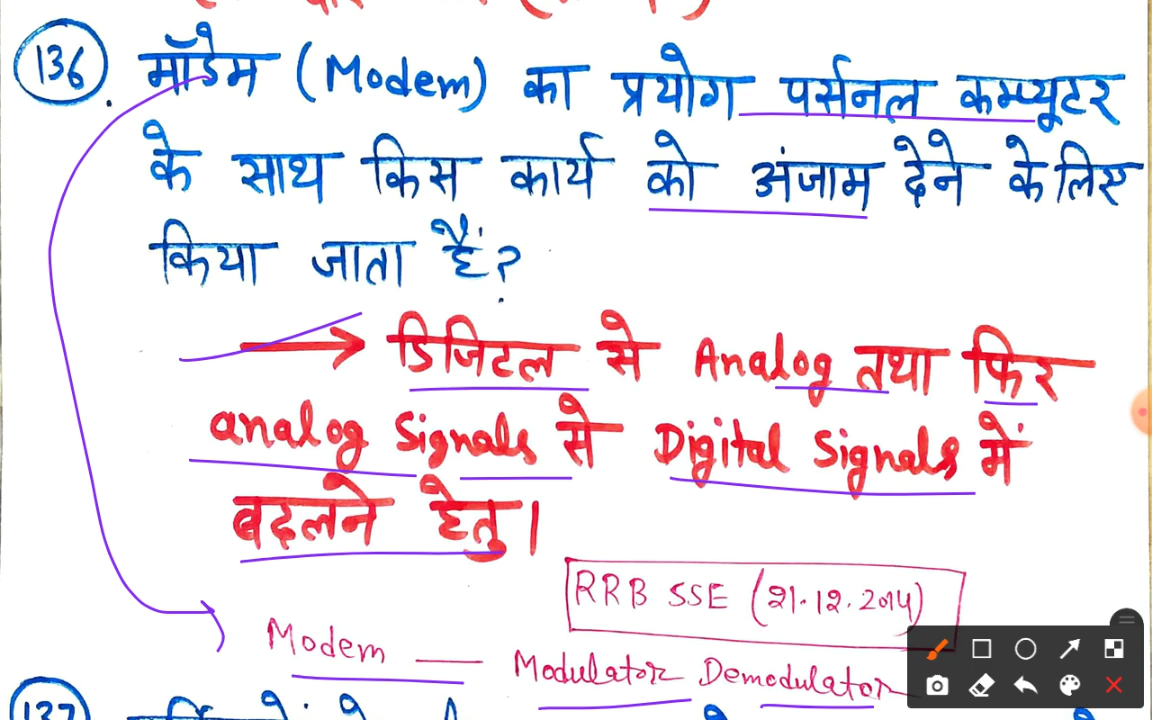 136. मॉडेम (Modem) का प्रयोग पर्सनल कम्प्यूटर
के साथ किस कार्य को अंजाम देने के लिए
किया जाता हैं?
→ डिजिटल से Analog तथा फिर
analog Signals से Digital Signals में
बदलने हेतु।
RRB SSE (21.12.2014)
Modem — Modulator Demodulator
137